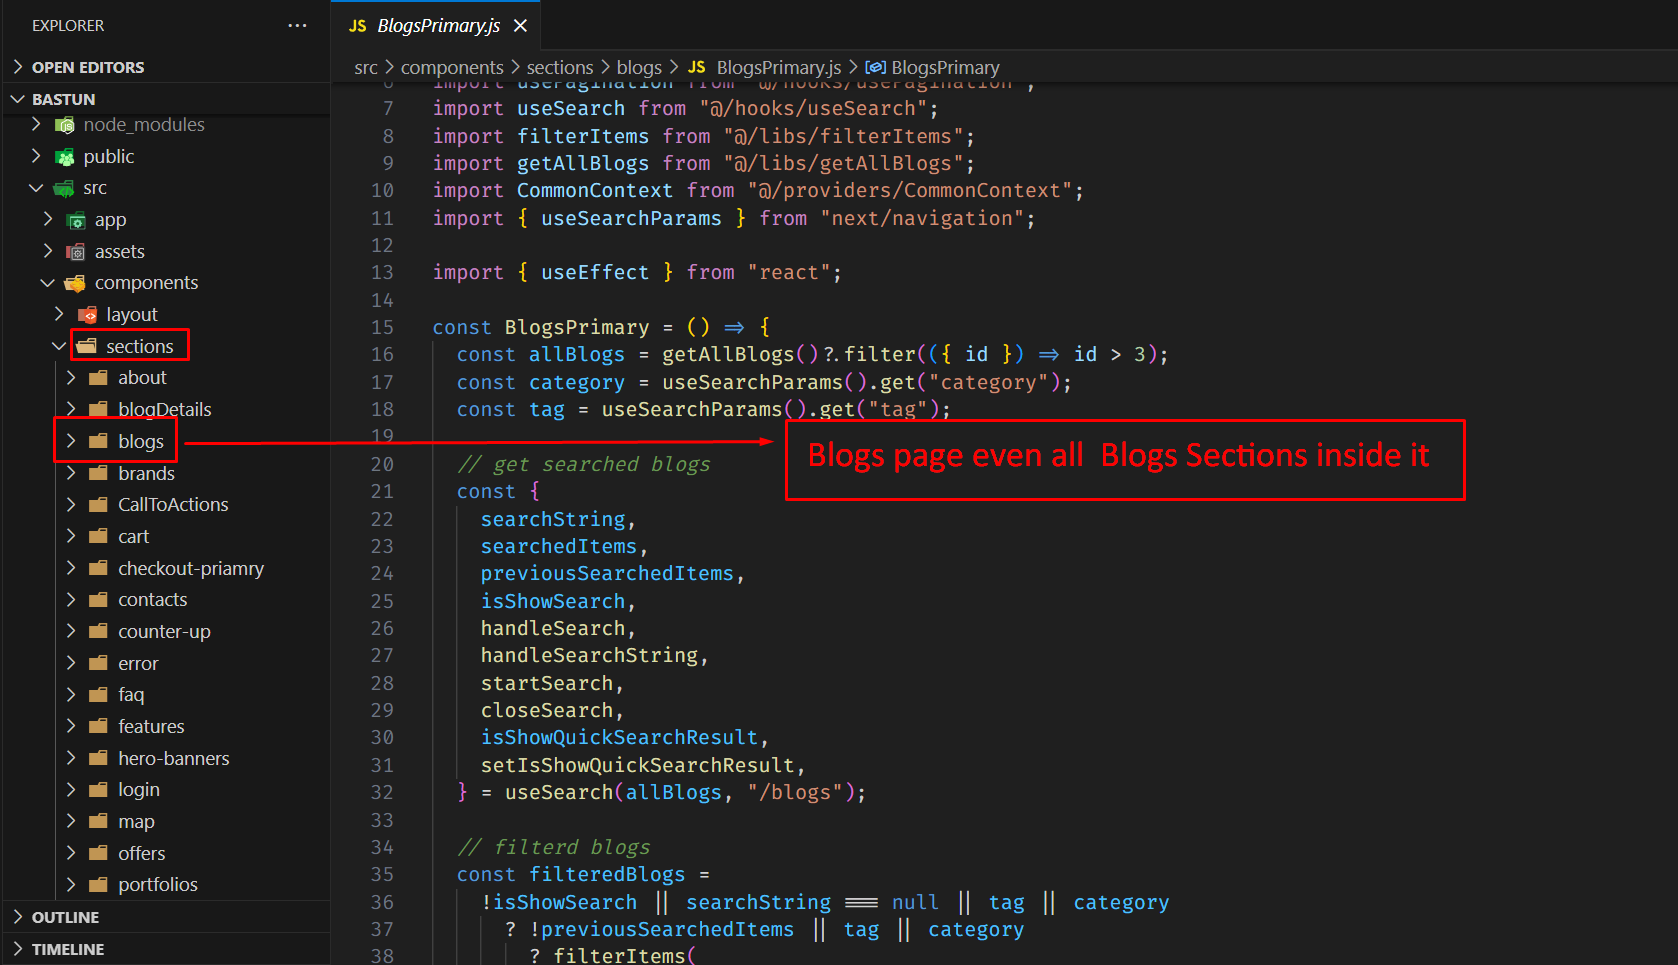 EXPLORER
...
OPEN EDITORS
BASTUN
node_modules
public
src
app
assets
components
layout
sections
about
blogDetails
blogs
brands
CallToActions
cart
checkout-priamry
contacts
counter-up
error
faq
features
hero-banners
login
map
offers
portfolios
OUTLINE
TIMELINE
JS BlogsPrimary.js ×
src > components > sections > blogs > JS BlogsPrimary.js > BlogsPrimary
6 import usePagination from "@/hooks/usePagination";
7 import useSearch from "@/hooks/useSearch";
8 import filterItems from "@/libs/filterItems";
9 import getAllBlogs from "@/libs/getAllBlogs";
10 import CommonContext from "@/providers/CommonContext";
11 import { useSearchParams } from "next/navigation";
12
13 import { useEffect } from "react";
14
15 const BlogsPrimary = () => {
16 const allBlogs = getAllBlogs()?.filter(({ id }) => id > 3);
17 const category = useSearchParams().get("category");
18 const tag = useSearchParams().get("tag");
19
Blogs page even all Blogs Sections inside it
20 // get searched blogs
21 const {
22 searchString,
23 searchedItems,
24 previousSearchedItems,
25 isShowSearch,
26 handleSearch,
27 handleSearchString,
28 startSearch,
29 closeSearch,
30 isShowQuickSearchResult,
31 setIsShowQuickSearchResult,
32 } = useSearch(allBlogs, "/blogs");
33
34 // filterd blogs
35 const filteredBlogs =
36 !isShowSearch || searchString === null || tag || category
37 ? !previousSearchedItems || tag || category
38 ? filterItems(